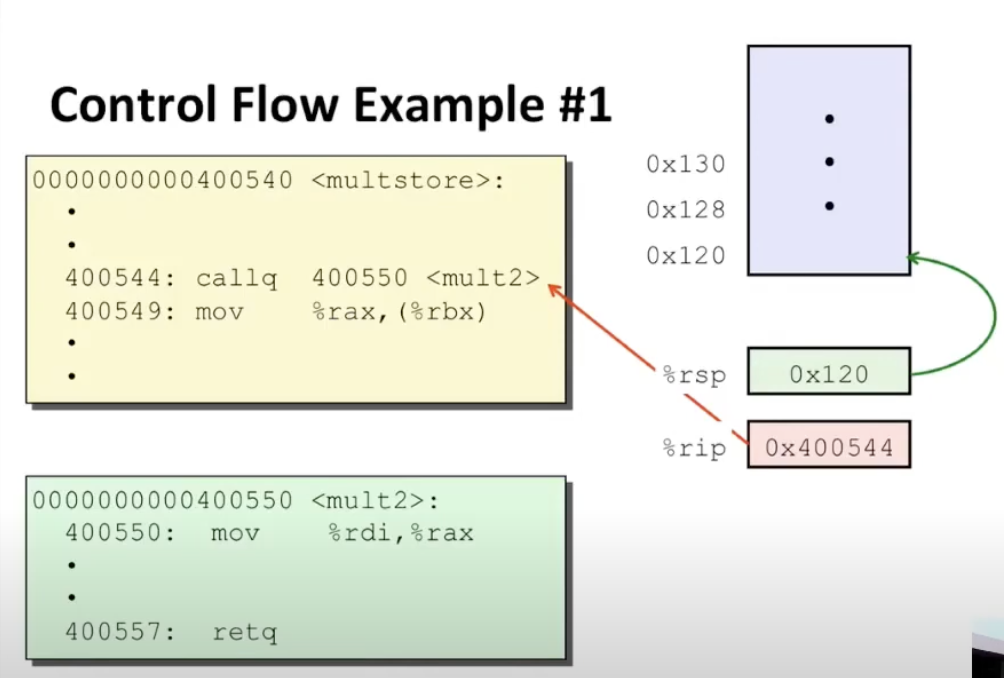 Control Flow Example #1
0000000000400540 <multstore>:
•
•
400544: callq 400550 <mult2>
400549: mov %rax,(%rbx)
•
•
0000000000400550 <mult2>:
400550: mov %rdi,%rax
•
•
400557: retq
•
•
•
0x130
0x128
0x120
%rsp 0x120
%rip 0x400544